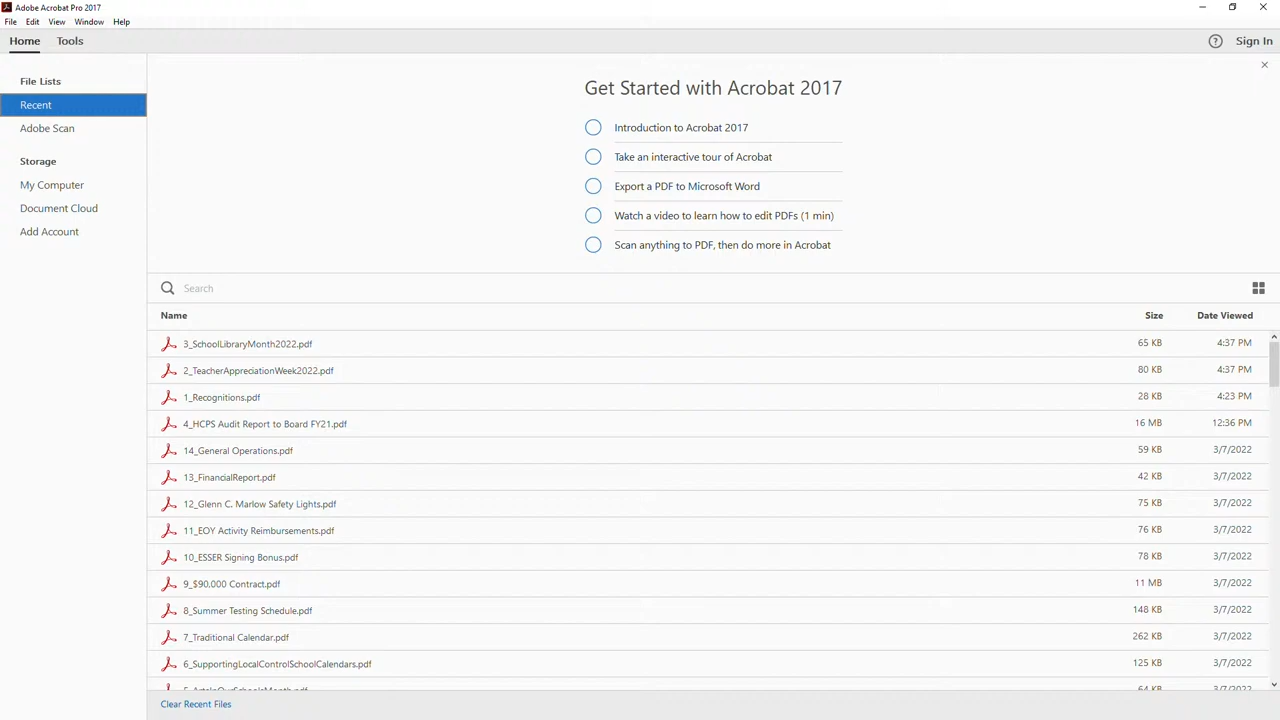 Adobe Acrobat Pro 2017
File Edit View Window Help
Home Tools
? Sign In
File Lists
Recent
Adobe Scan
Storage
My Computer
Document Cloud
Add Account
Get Started with Acrobat 2017
Introduction to Acrobat 2017
Take an interactive tour of Acrobat
Export a PDF to Microsoft Word
Watch a video to learn how to edit PDFs (1 min)
Scan anything to PDF, then do more in Acrobat
Search
Name Size Date Viewed
3_SchoolLibraryMonth2022.pdf 65 KB 4:37 PM
2_TeacherAppreciationWeek2022.pdf 80 KB 4:37 PM
1_Recognitions.pdf 28 KB 4:23 PM
4_HCPS Audit Report to Board FY21.pdf 16 MB 12:36 PM
14_General Operations.pdf 59 KB 3/7/2022
13_FinancialReport.pdf 42 KB 3/7/2022
12_Glenn C. Marlow Safety Lights.pdf 75 KB 3/7/2022
11_EOY Activity Reimbursements.pdf 76 KB 3/7/2022
10_ESSER Signing Bonus.pdf 78 KB 3/7/2022
9_$90,000 Contract.pdf 11 MB 3/7/2022
8_Summer Testing Schedule.pdf 148 KB 3/7/2022
7_Traditional Calendar.pdf 262 KB 3/7/2022
6_SupportingLocalControlSchoolCalendars.pdf 125 KB 3/7/2022
5_ArtsInOurSchoolsMonth.pdf 64 KB 3/7/2022
Clear Recent Files